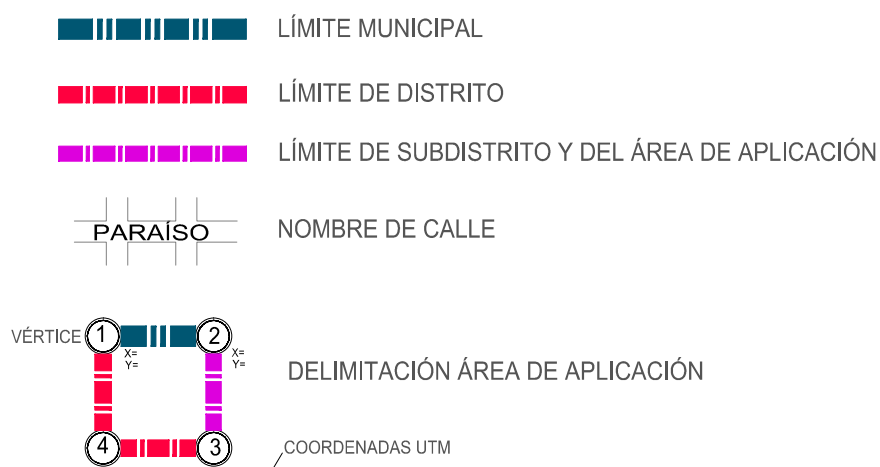 LÍMITE MUNICIPAL
LÍMITE DE DISTRITO
LÍMITE DE SUBDISTRITO Y DEL ÁREA DE APLICACIÓN
PARAÍSO
NOMBRE DE CALLE
VÉRTICE 1 2
X= X=
Y= Y=
DELIMITACIÓN ÁREA DE APLICACIÓN
4 3
COORDENADAS UTM